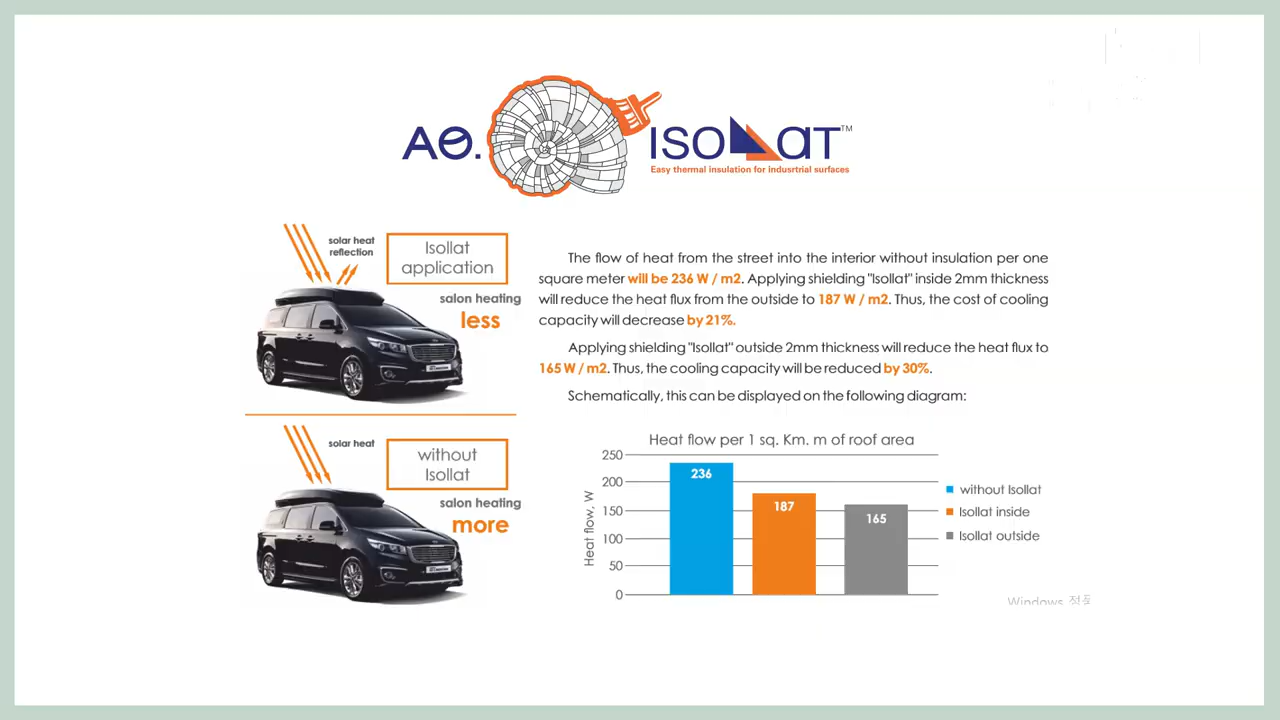 AΘ. ISOLLAT™
Easy thermal insulation for indusrtrial surfaces
solar heat
reflection
Isollat
application
salon heating
less
The flow of heat from the street into the interior without insulation per one
square meter will be 236 W / m2. Applying shielding "Isollat" inside 2mm thickness
will reduce the heat flux from the outside to 187 W / m2. Thus, the cost of cooling
capacity will decrease by 21%.
Applying shielding "Isollat" outside 2mm thickness will reduce the heat flux to
165 W / m2. Thus, the cooling capacity will be reduced by 30%.
Schematically, this can be displayed on the following diagram:
solar heat
without
Isollat
salon heating
more
Heat flow per 1 sq. Km. m of roof area
Heat flow, W
250
200
150
100
50
0
236
187
165
without Isollat
Isollat inside
Isollat outside
Windows